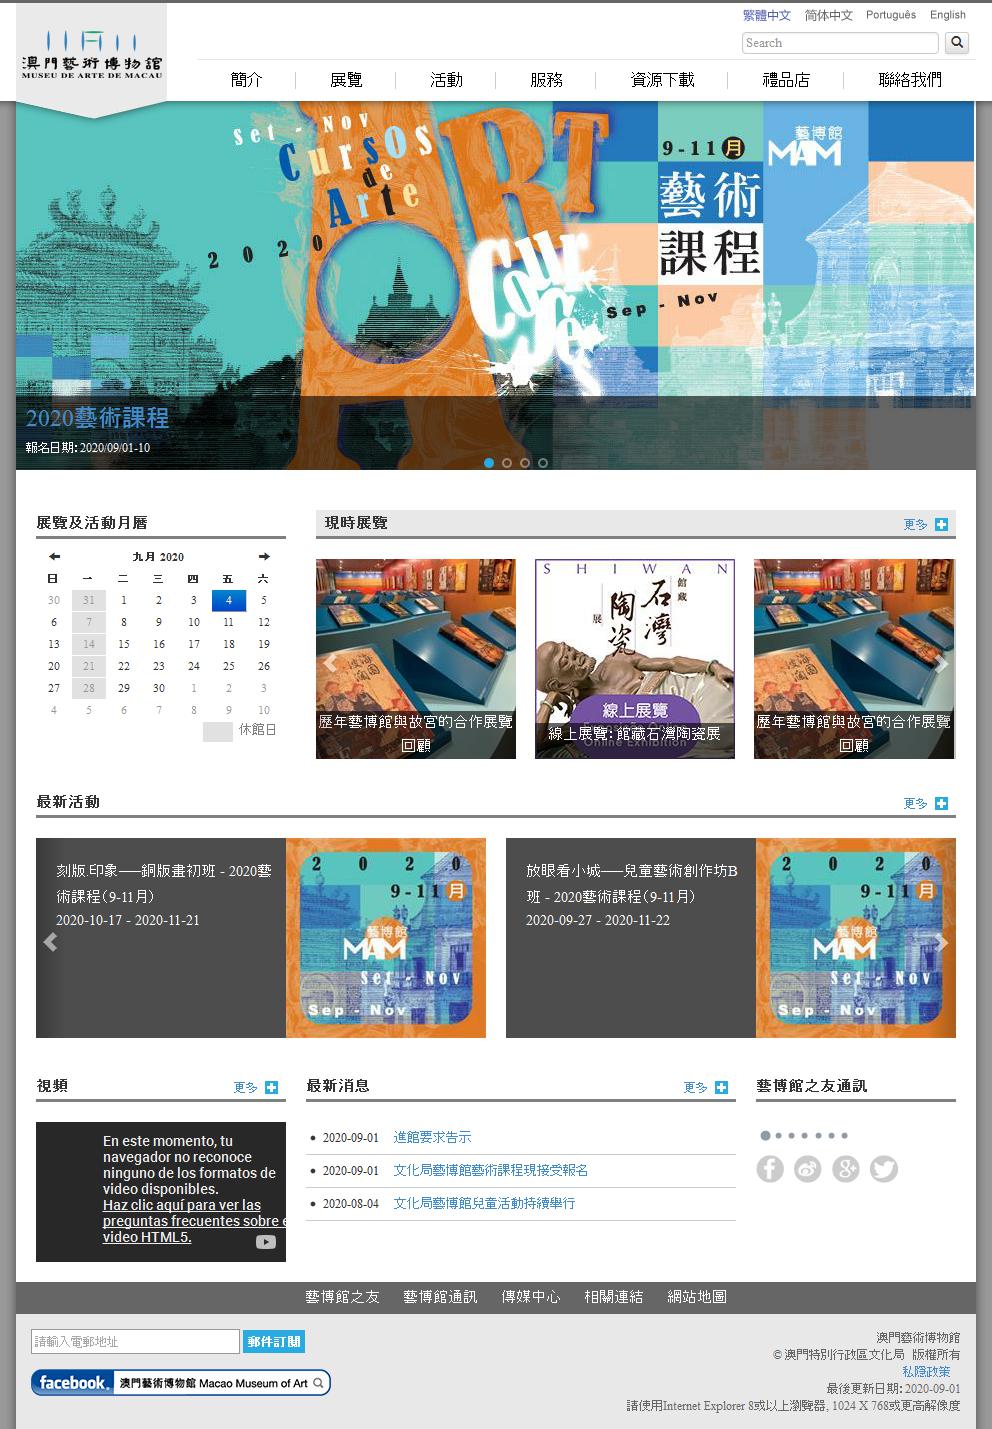 繁體中文 简体中文 Português English
澳門藝術博物館
MUSEU DE ARTE DE MACAU
Search
簡介 展覽 活動 服務 資源下載 禮品店 聯絡我們
Set - Nov
Cursos
de
Arte
2020
ART
Courses
9-11月
藝術
課程
Sep - Nov
藝博館
MAM
2020藝術課程
報名日期: 2020/09/01-10
展覽及活動月曆
九月 2020
日 一 二 三 四 五 六
30 31 1 2 3 4 5
6 7 8 9 10 11 12
13 14 15 16 17 18 19
20 21 22 23 24 25 26
27 28 29 30 1 2 3
4 5 6 7 8 9 10
休館日
現時展覽
更多
歷年藝博館與故宮的合作展覽
回顧
SHIWAN
館藏
石灣
陶瓷
展
線上展覽
Online Exhibition
線上展覽：館藏石灣陶瓷展
歷年藝博館與故宮的合作展覽
回顧
最新活動
更多
刻版.印象──銅版畫初班 - 2020藝
術課程（9-11月）
2020-10-17 - 2020-11-21
2020
9-11月
藝博館
MAM
Set - Nov
Sep - Nov
放眼看小城──兒童藝術創作坊B
班 - 2020藝術課程（9-11月）
2020-09-27 - 2020-11-22
2020
9-11月
藝博館
MAM
Set - Nov
Sep - Nov
視頻
更多
En este momento, tu
navegador no reconoce
ninguno de los formatos de
video disponibles.
Haz clic aquí para ver las
preguntas frecuentes sobre e
video HTML5.
最新消息
更多
2020-09-01 進館要求告示
2020-09-01 文化局藝博館藝術課程現接受報名
2020-08-04 文化局藝博館兒童活動持續舉行
藝博館之友通訊
藝博館之友 藝博館通訊 傳媒中心 相關連結 網站地圖
請輸入電郵地址 郵件訂閱
facebook. 澳門藝術博物館 Macao Museum of Art
澳門藝術博物館
© 澳門特別行政區文化局 版權所有
私隱政策
最後更新日期: 2020-09-01
請使用Internet Explorer 8或以上瀏覽器, 1024 X 768或更高解像度